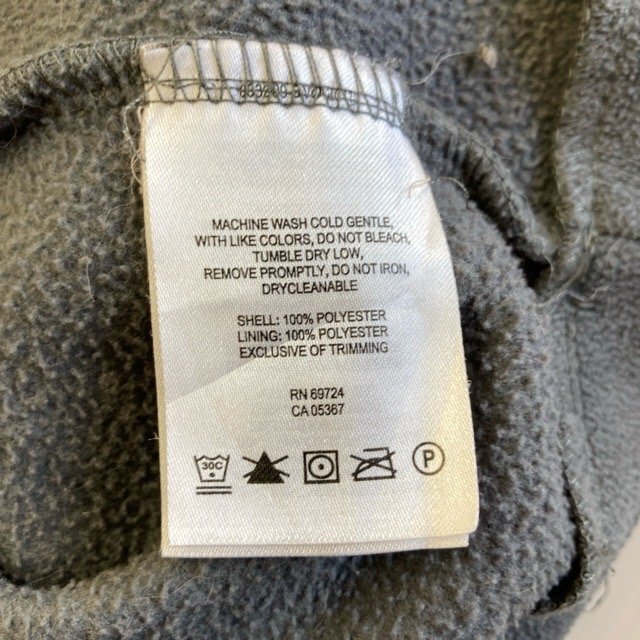 MACHINE WASH COLD GENTLE,
WITH LIKE COLORS, DO NOT BLEACH,
TUMBLE DRY LOW,
REMOVE PROMPTLY, DO NOT IRON,
DRYCLEANABLE
SHELL: 100% POLYESTER
LINING: 100% POLYESTER
EXCLUSIVE OF TRIMMING
RN 69724
CA 05367
30C
P